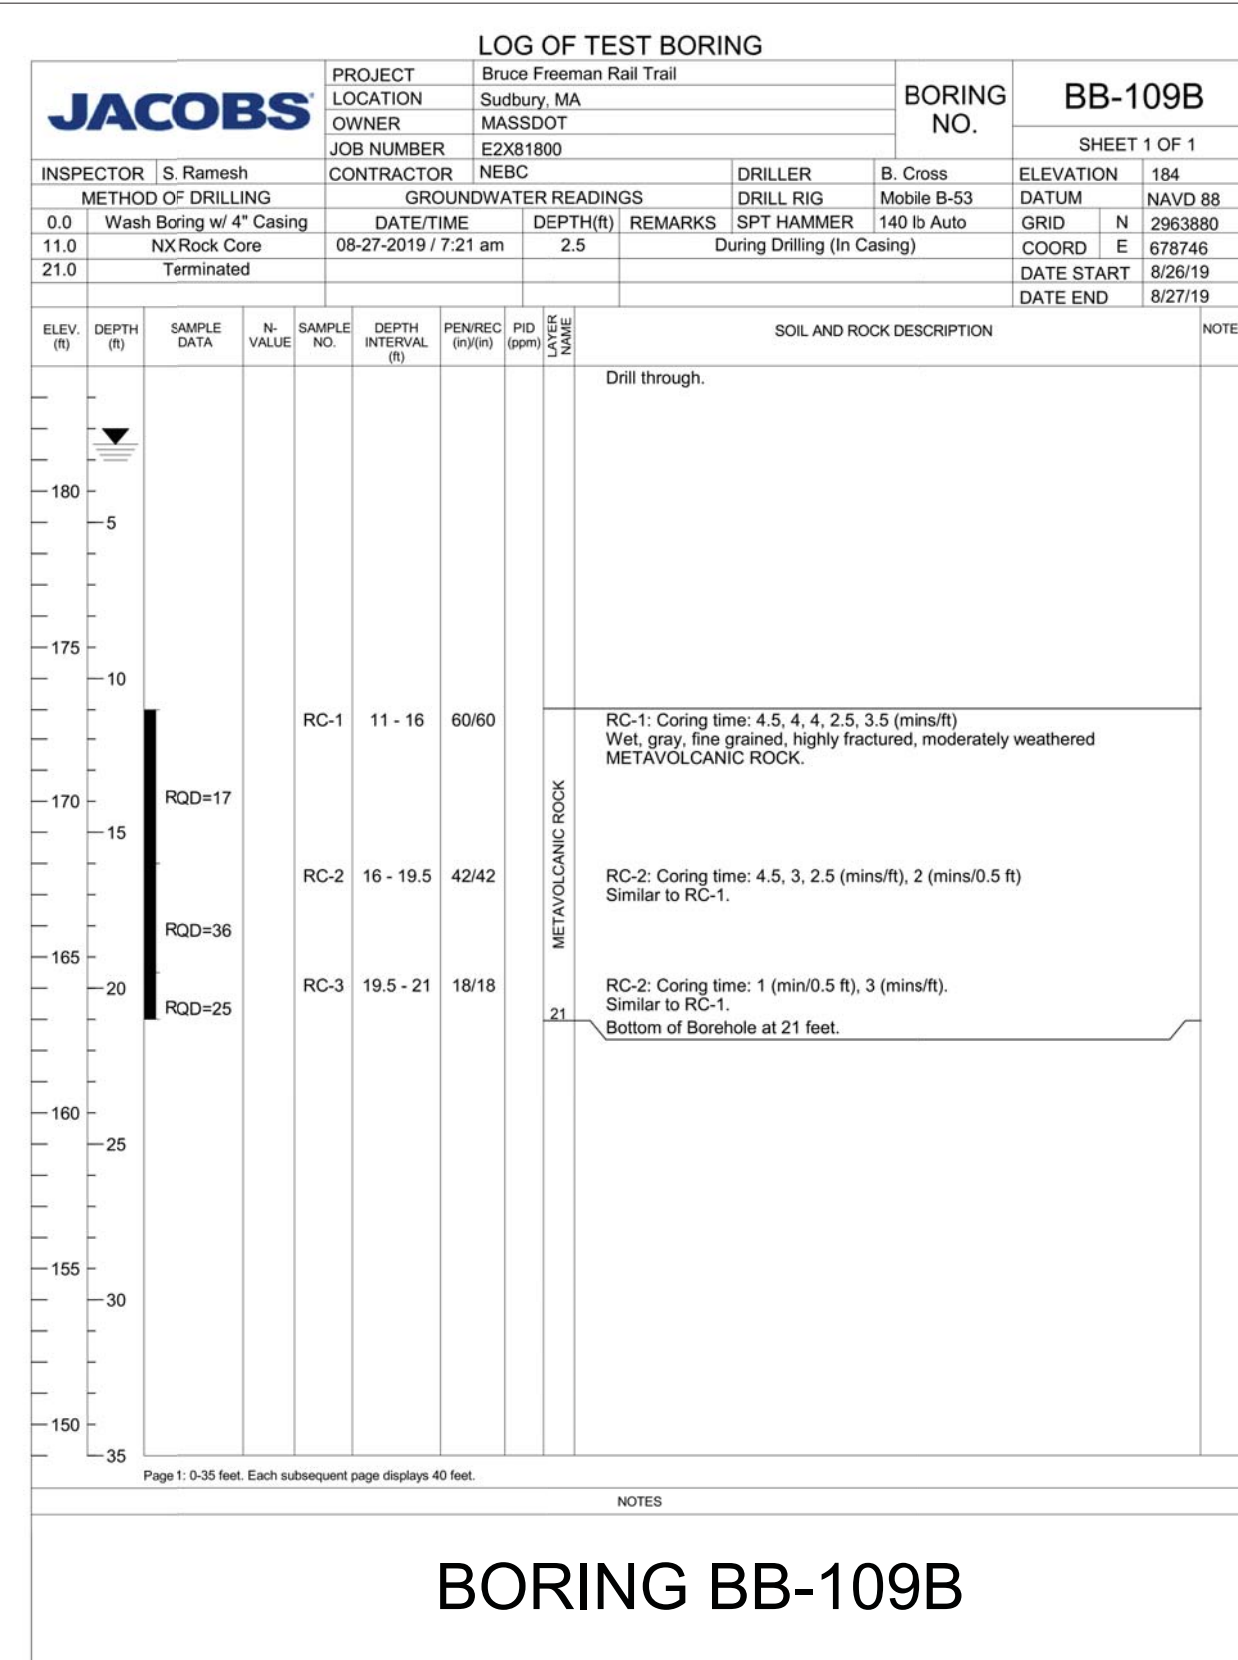 LOG OF TEST BORING
JACOBS
PROJECT Bruce Freeman Rail Trail
LOCATION Sudbury, MA
OWNER MASSDOT
JOB NUMBER E2X81800
BORING NO.
BB-109B
SHEET 1 OF 1
INSPECTOR S. Ramesh CONTRACTOR NEBC DRILLER B. Cross ELEVATION 184
METHOD OF DRILLING GROUNDWATER READINGS DRILL RIG Mobile B-53 DATUM NAVD 88
0.0 Wash Boring w/ 4" Casing DATE/TIME DEPTH(ft) REMARKS SPT HAMMER 140 lb Auto GRID N 2963880
11.0 NX Rock Core 08-27-2019 / 7:21 am 2.5 During Drilling (In Casing) COORD E 678746
21.0 Terminated DATE START 8/26/19
DATE END 8/27/19
ELEV. (ft) DEPTH (ft) SAMPLE DATA N-VALUE SAMPLE NO. DEPTH INTERVAL (ft) PEN/REC (in)/(in) PID (ppm) LAYER NAME SOIL AND ROCK DESCRIPTION NOTE
Drill through.
180
5
175
10
RC-1 11 - 16 60/60 RC-1: Coring time: 4.5, 4, 4, 2.5, 3.5 (mins/ft)
Wet, gray, fine grained, highly fractured, moderately weathered
METAVOLCANIC ROCK.
170 RQD=17
15
METAVOLCANIC ROCK
RC-2 16 - 19.5 42/42 RC-2: Coring time: 4.5, 3, 2.5 (mins/ft), 2 (mins/0.5 ft)
Similar to RC-1.
RQD=36
165
20 RC-3 19.5 - 21 18/18 RC-2: Coring time: 1 (min/0.5 ft), 3 (mins/ft).
RQD=25 Similar to RC-1.
21
Bottom of Borehole at 21 feet.
160
25
155
30
150
35
Page 1: 0-35 feet. Each subsequent page displays 40 feet.
NOTES
BORING BB-109B